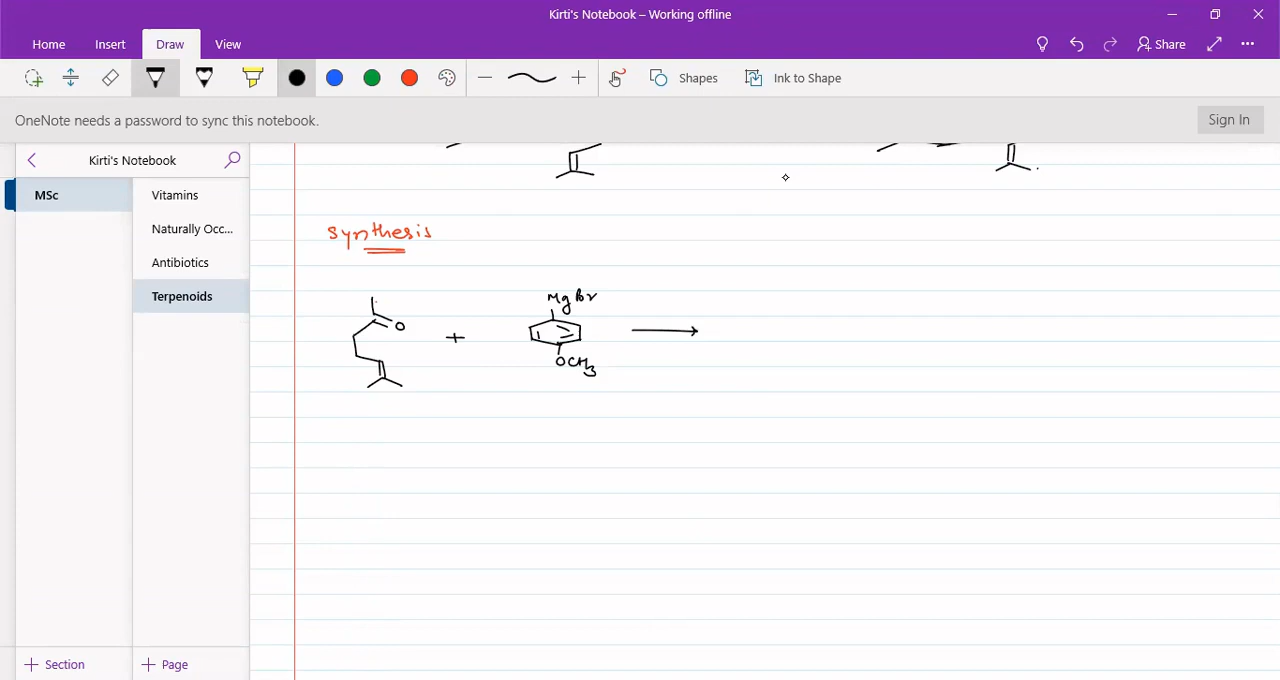 Kirti's Notebook – Working offline
Home Insert Draw View
Share
Shapes Ink to Shape
OneNote needs a password to sync this notebook.
Sign In
Kirti's Notebook
MSc
Vitamins
Naturally Occ...
Antibiotics
Terpenoids
Synthesis
MgBr
O
+
OCH3
+ Section
+ Page